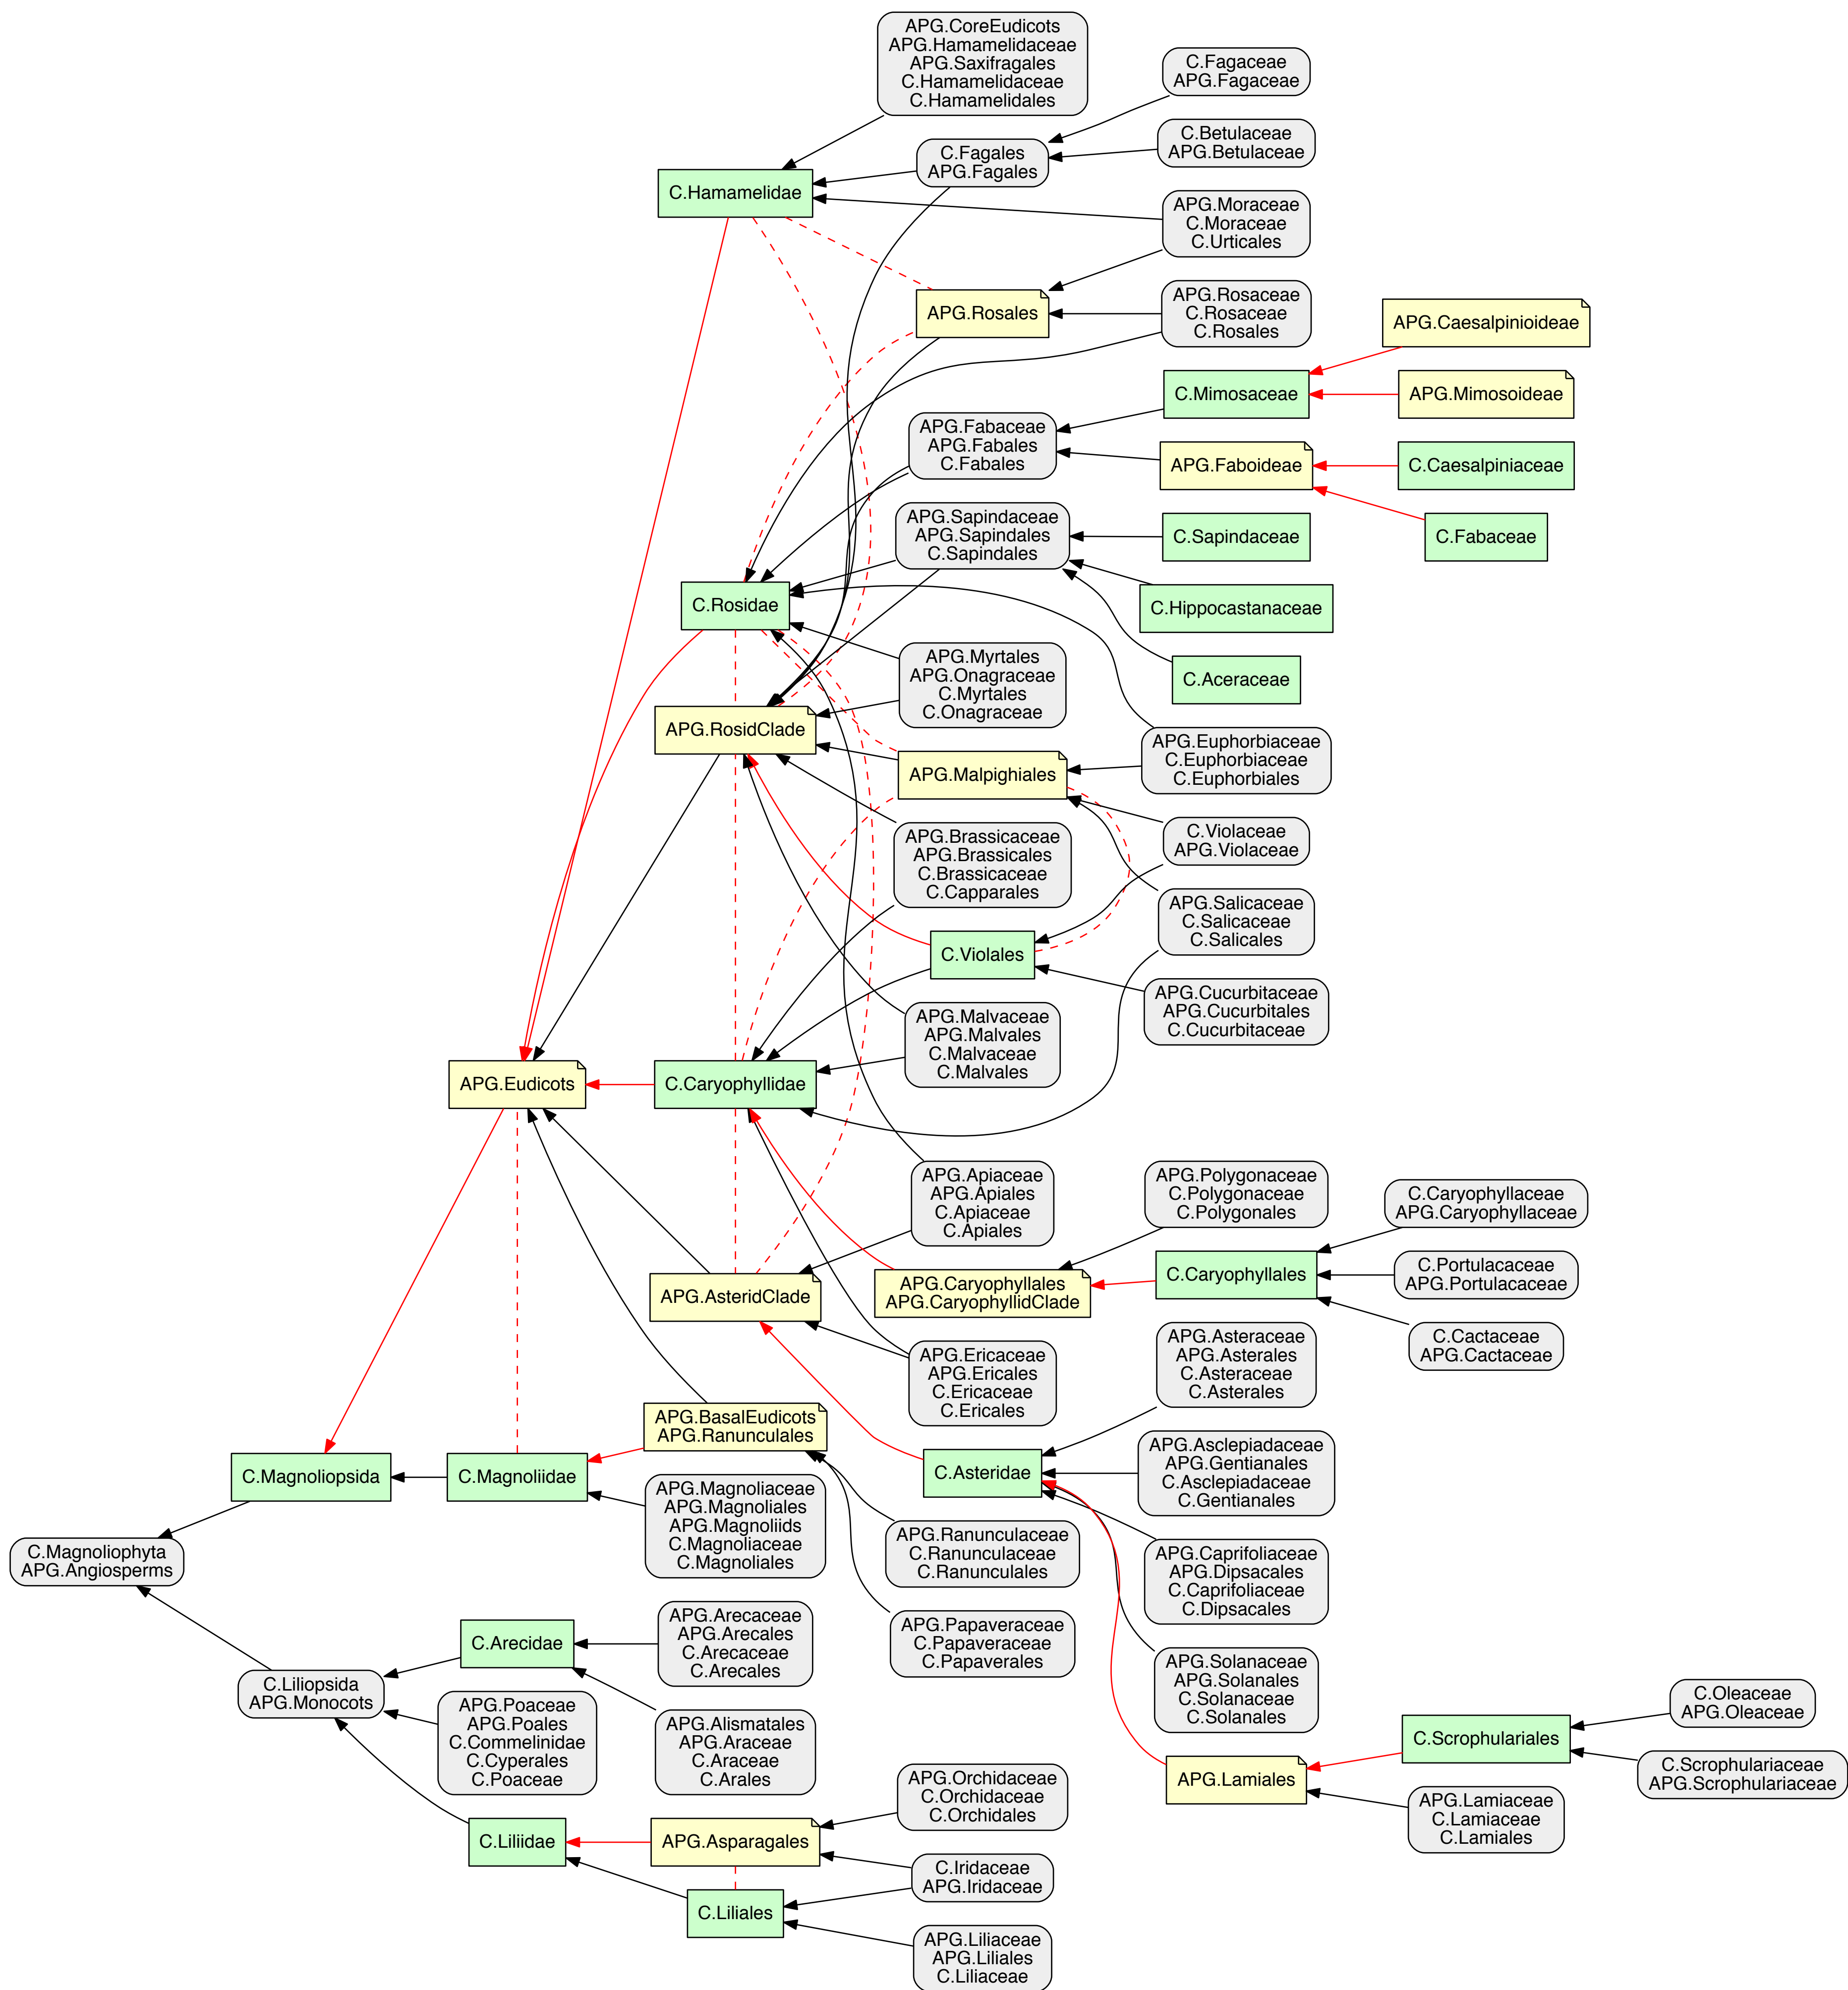 APG.CoreEudicots
APG.Hamamelidaceae
APG.Saxifragales
C.Hamamelidaceae
C.Hamamelidales
C.Fagaceae
APG.Fagaceae
C.Betulaceae
APG.Betulaceae
C.Fagales
APG.Fagales
C.Hamamelidae
APG.Moraceae
C.Moraceae
C.Urticales
APG.Rosales
APG.Rosaceae
C.Rosaceae
C.Rosales
APG.Caesalpinioideae
C.Mimosaceae
APG.Mimosoideae
APG.Fabaceae
APG.Fabales
C.Fabales
APG.Faboideae
C.Caesalpiniaceae
APG.Sapindaceae
APG.Sapindales
C.Sapindales
C.Sapindaceae
C.Fabaceae
C.Rosidae
C.Hippocastanaceae
APG.Myrtales
APG.Onagraceae
C.Myrtales
C.Onagraceae
C.Aceraceae
APG.RosidClade
APG.Malpighiales
APG.Euphorbiaceae
C.Euphorbiaceae
C.Euphorbiales
APG.Brassicaceae
APG.Brassicales
C.Brassicaceae
C.Capparales
C.Violaceae
APG.Violaceae
APG.Salicaceae
C.Salicaceae
C.Salicales
C.Violales
APG.Cucurbitaceae
APG.Cucurbitales
C.Cucurbitaceae
APG.Malvaceae
APG.Malvales
C.Malvaceae
C.Malvales
APG.Eudicots
C.Caryophyllidae
APG.Apiaceae
APG.Apiales
C.Apiaceae
C.Apiales
APG.Polygonaceae
C.Polygonaceae
C.Polygonales
C.Caryophyllaceae
APG.Caryophyllaceae
APG.AsteridClade
APG.Caryophyllales
APG.CaryophyllidClade
C.Caryophyllales
C.Portulacaceae
APG.Portulacaceae
C.Cactaceae
APG.Cactaceae
APG.Ericaceae
APG.Ericales
C.Ericaceae
C.Ericales
APG.Asteraceae
APG.Asterales
C.Asteraceae
C.Asterales
APG.BasalEudicots
APG.Ranunculales
C.Magnoliopsida
C.Magnoliidae
C.Asteridae
APG.Asclepiadaceae
APG.Gentianales
C.Asclepiadaceae
C.Gentianales
APG.Magnoliaceae
APG.Magnoliales
APG.Magnoliids
C.Magnoliaceae
C.Magnoliales
APG.Ranunculaceae
C.Ranunculaceae
C.Ranunculales
C.Magnoliophyta
APG.Angiosperms
APG.Caprifoliaceae
APG.Dipsacales
C.Caprifoliaceae
C.Dipsacales
C.Arecidae
APG.Arecaceae
APG.Arecales
C.Arecaceae
C.Arecales
APG.Papaveraceae
C.Papaveraceae
C.Papaverales
C.Liliopsida
APG.Monocots
APG.Solanaceae
APG.Solanales
C.Solanaceae
C.Solanales
APG.Poaceae
APG.Poales
C.Commelinidae
C.Cyperales
C.Poaceae
APG.Alismatales
APG.Araceae
C.Araceae
C.Arales
C.Oleaceae
APG.Oleaceae
C.Scrophulariales
C.Scrophulariaceae
APG.Scrophulariaceae
APG.Lamiales
APG.Lamiaceae
C.Lamiaceae
C.Lamiales
APG.Orchidaceae
C.Orchidaceae
C.Orchidales
C.Liliidae
APG.Asparagales
C.Iridaceae
APG.Iridaceae
C.Liliales
APG.Liliaceae
APG.Liliales
C.Liliaceae